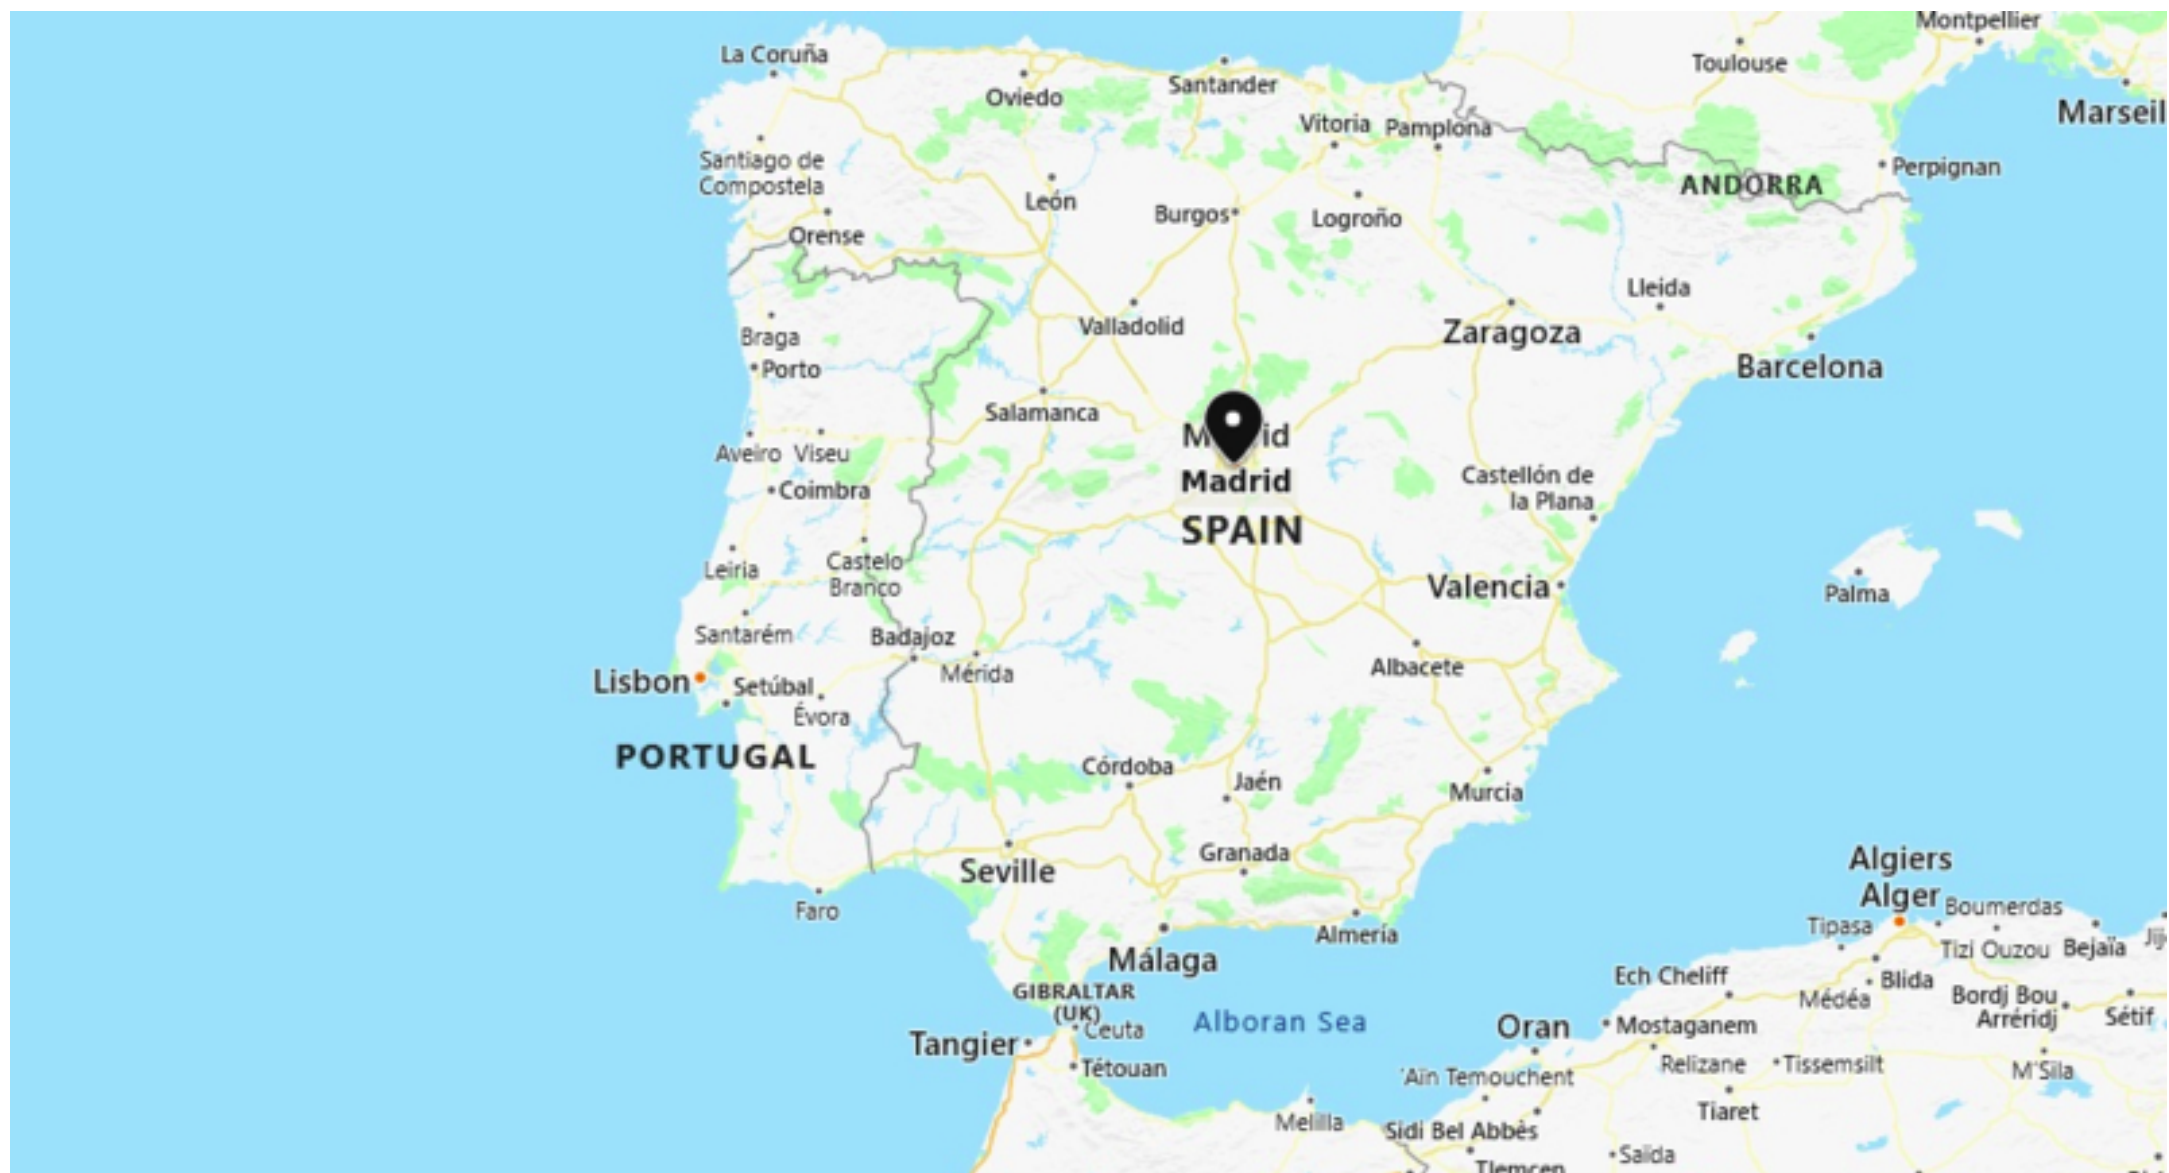 Montpellier
La Coruña
Toulouse
Santander
Oviedo
Marseil
Vitoria
Pamplona
Santiago de
Compostela
Perpignan
ANDORRA
León
Burgos
Logroño
Orense
Lleida
Valladolid
Zaragoza
Braga
Porto
Barcelona
Salamanca
Madrid
SPAIN
Aveiro
Viseu
Castellón de
la Plana
Coimbra
Leiria
Castelo
Branco
Valencia
Palma
Santarém
Badajoz
Mérida
Albacete
Lisbon
Setúbal
Évora
PORTUGAL
Córdoba
Jaén
Murcia
Granada
Seville
Algiers
Alger
Faro
Boumerdas
Tipasa
Almería
Tizi Ouzou
Bejaïa
Málaga
Ech Cheliff
Blida
GIBRALTAR
(UK)
Médéa
Bordj Bou
Arréridj
Sétif
Ceuta
Alboran Sea
Oran
Mostaganem
Tangier
Tétouan
Relizane
Tissemsilt
M'Sila
'Aïn Temouchent
Tiaret
Melilla
Sidi Bel Abbès
Saïda
Tlemcen